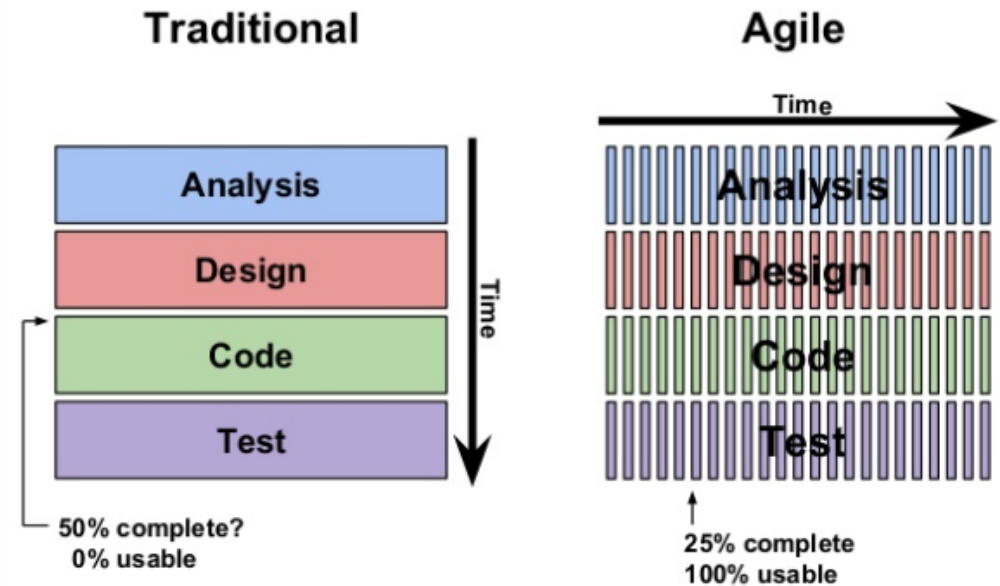 Traditional
Analysis
Design
Code
Test
Time
50% complete?
0% usable
Agile
Time
Analysis
Design
Code
Test
25% complete
100% usable